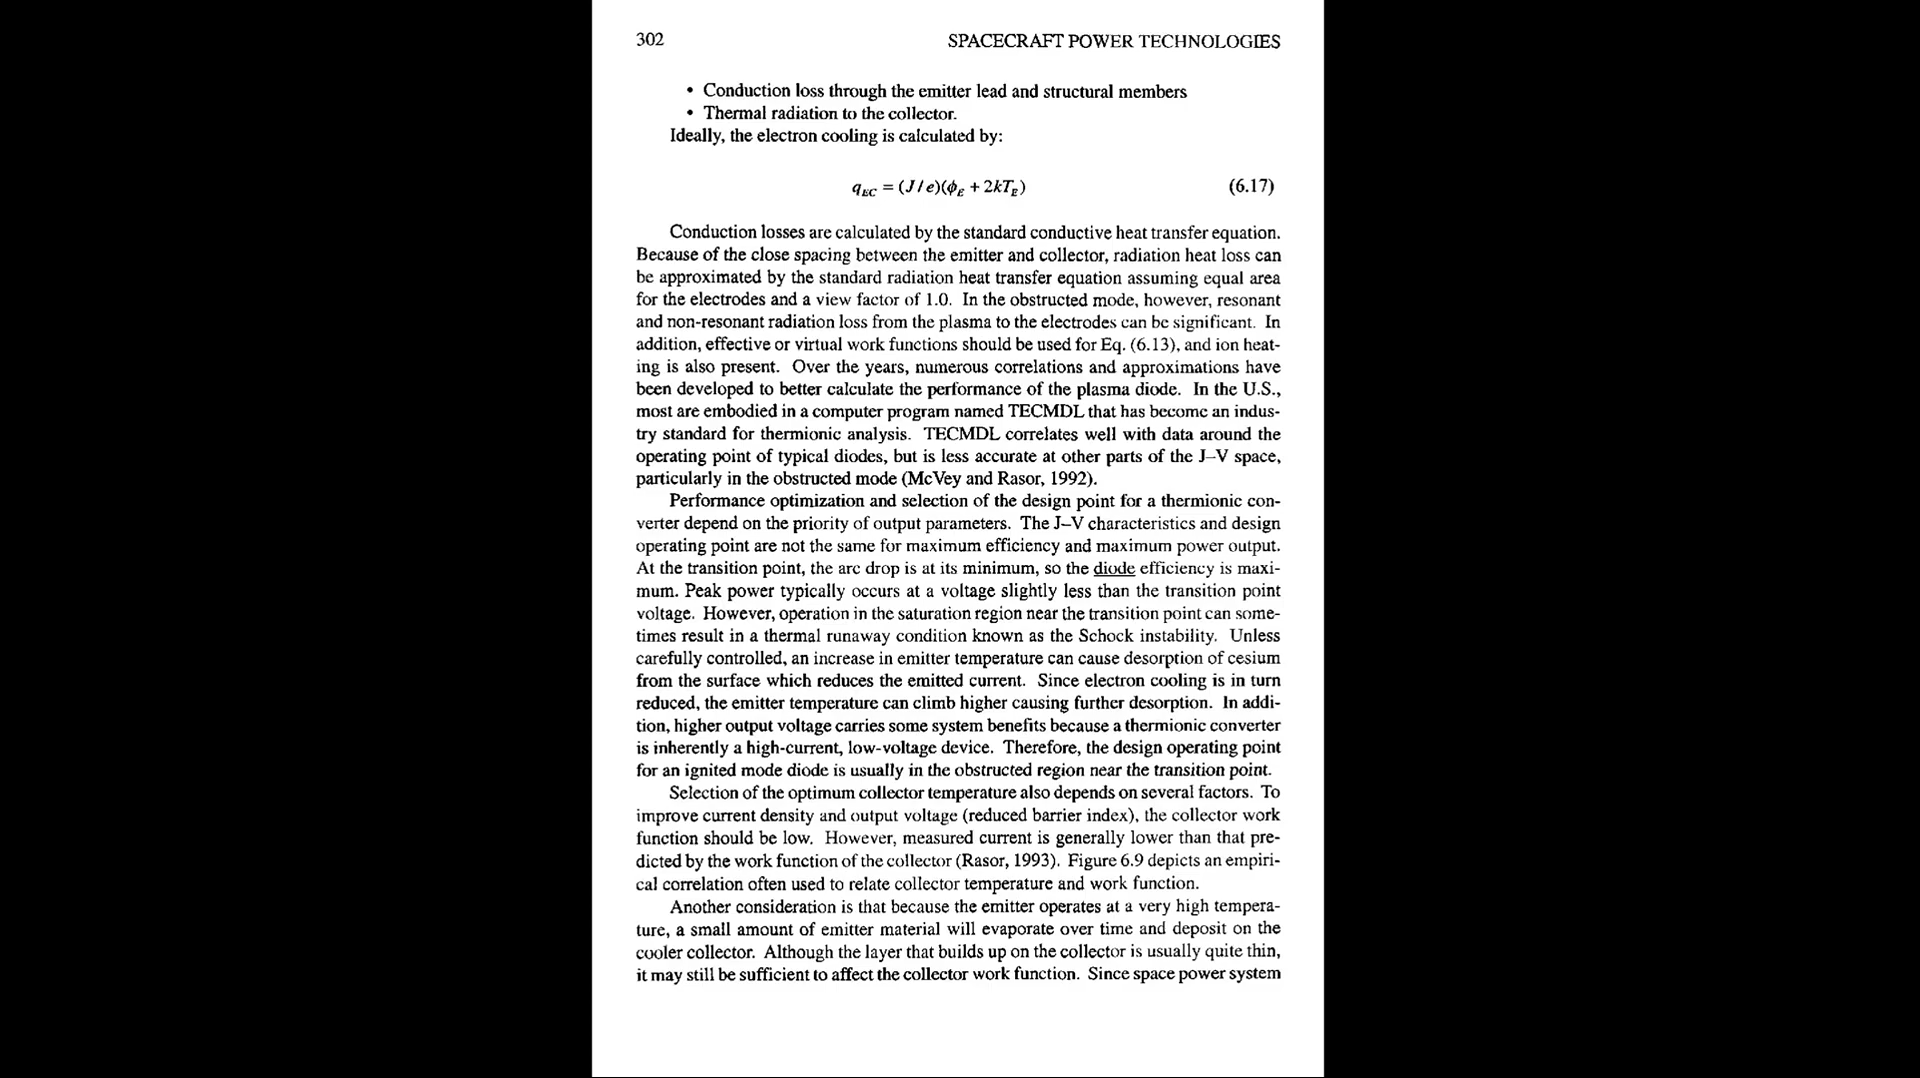 302 SPACECRAFT POWER TECHNOLOGIES
• Conduction loss through the emitter lead and structural members
• Thermal radiation to the collector.
Ideally, the electron cooling is calculated by:
q_EC = (J/e)(ϕ_E + 2kT_E) (6.17)
Conduction losses are calculated by the standard conductive heat transfer equation.
Because of the close spacing between the emitter and collector, radiation heat loss can
be approximated by the standard radiation heat transfer equation assuming equal area
for the electrodes and a view factor of 1.0. In the obstructed mode, however, resonant
and non-resonant radiation loss from the plasma to the electrodes can be significant. In
addition, effective or virtual work functions should be used for Eq. (6.13), and ion heat-
ing is also present. Over the years, numerous correlations and approximations have
been developed to better calculate the performance of the plasma diode. In the U.S.,
most are embodied in a computer program named TECMDL that has become an indus-
try standard for thermionic analysis. TECMDL correlates well with data around the
operating point of typical diodes, but is less accurate at other parts of the J–V space,
particularly in the obstructed mode (McVey and Rasor, 1992).
Performance optimization and selection of the design point for a thermionic con-
verter depend on the priority of output parameters. The J–V characteristics and design
operating point are not the same for maximum efficiency and maximum power output.
At the transition point, the arc drop is at its minimum, so the diode efficiency is maxi-
mum. Peak power typically occurs at a voltage slightly less than the transition point
voltage. However, operation in the saturation region near the transition point can some-
times result in a thermal runaway condition known as the Schock instability. Unless
carefully controlled, an increase in emitter temperature can cause desorption of cesium
from the surface which reduces the emitted current. Since electron cooling is in turn
reduced, the emitter temperature can climb higher causing further desorption. In addi-
tion, higher output voltage carries some system benefits because a thermionic converter
is inherently a high-current, low-voltage device. Therefore, the design operating point
for an ignited mode diode is usually in the obstructed region near the transition point.
Selection of the optimum collector temperature also depends on several factors. To
improve current density and output voltage (reduced barrier index), the collector work
function should be low. However, measured current is generally lower than that pre-
dicted by the work function of the collector (Rasor, 1993). Figure 6.9 depicts an empiri-
cal correlation often used to relate collector temperature and work function.
Another consideration is that because the emitter operates at a very high tempera-
ture, a small amount of emitter material will evaporate over time and deposit on the
cooler collector. Although the layer that builds up on the collector is usually quite thin,
it may still be sufficient to affect the collector work function. Since space power system